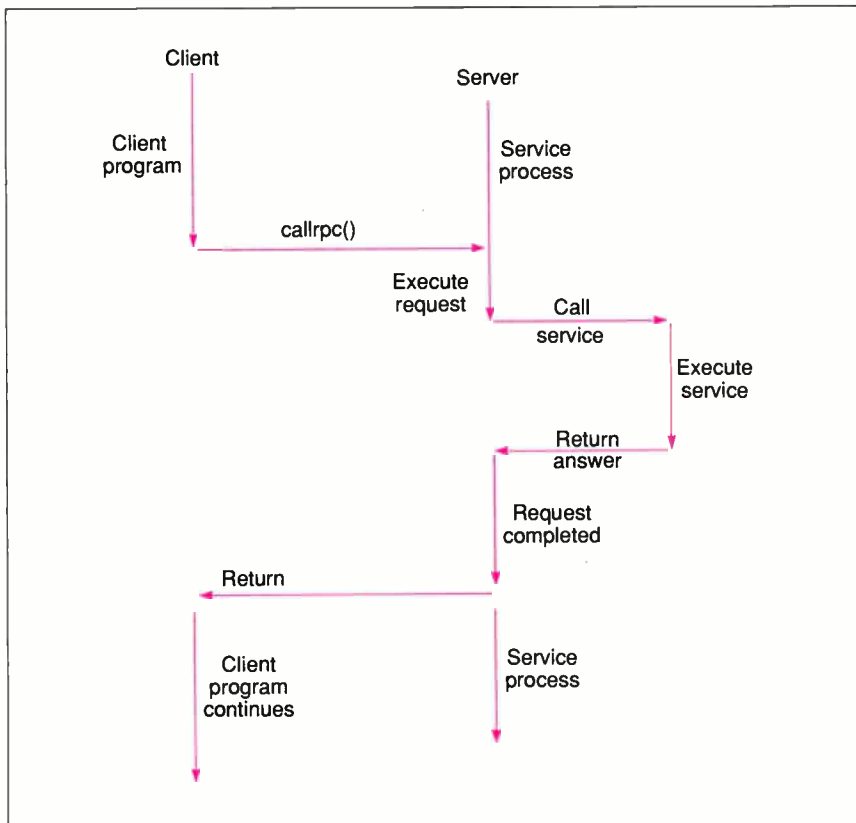 Client
Server
Client
program
Service
process
callrpc()
Execute
request
Call
service
Execute
service
Return
answer
Request
completed
Return
Client
program
continues
Service
process